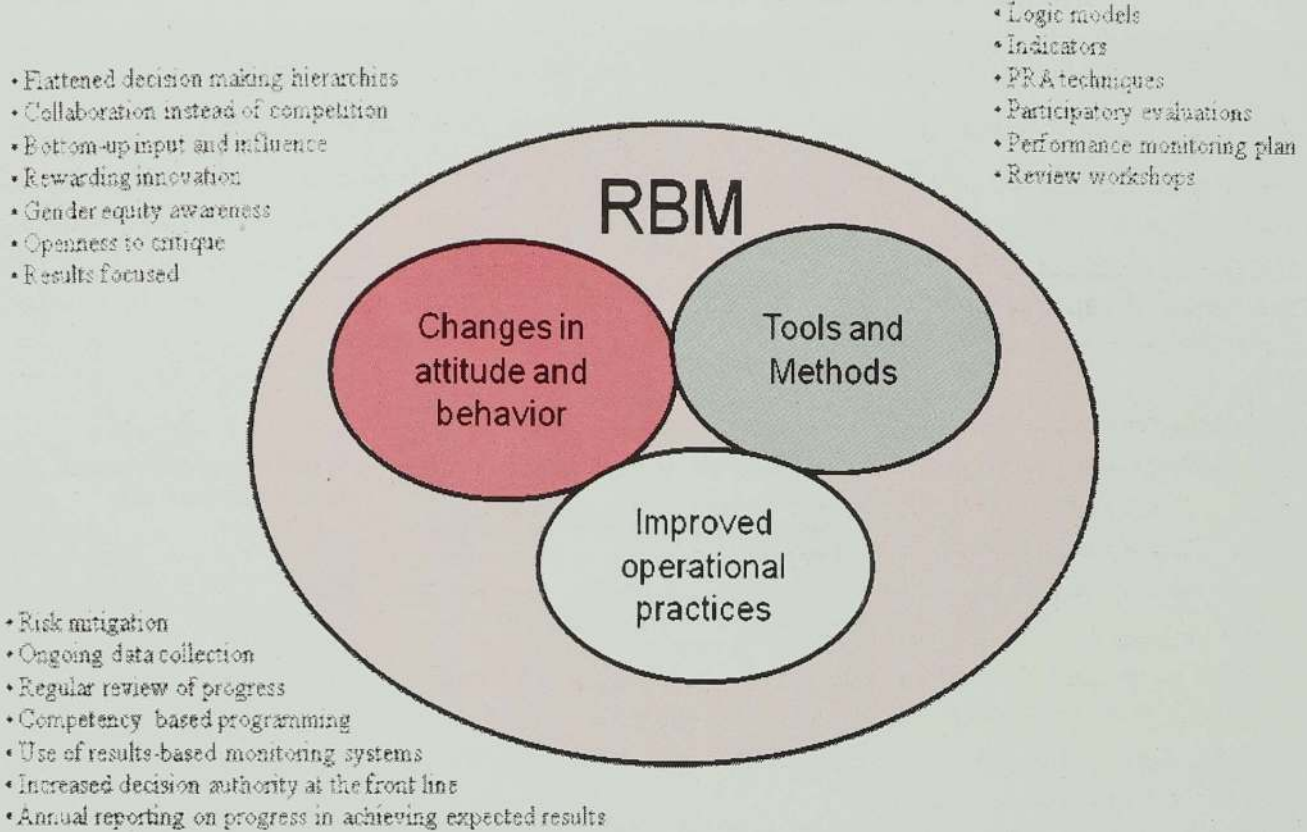 • Logic models
• Indicators
• PRA techniques
• Participatory evaluations
• Performance monitoring plan
• Review workshops
• Flattened decision making hierarchies
• Collaboration instead of competition
• Bottom-up input and influence
• Rewarding innovation
• Gender equity awareness
• Openness to critique
• Results focused
RBM
Changes in
attitude and
behavior
Tools and
Methods
Improved
operational
practices
• Risk mitigation
• Ongoing data collection
• Regular review of progress
• Competency based programming
• Use of results-based monitoring systems
• Increased decision authority at the front line
• Annual reporting on progress in achieving expected results